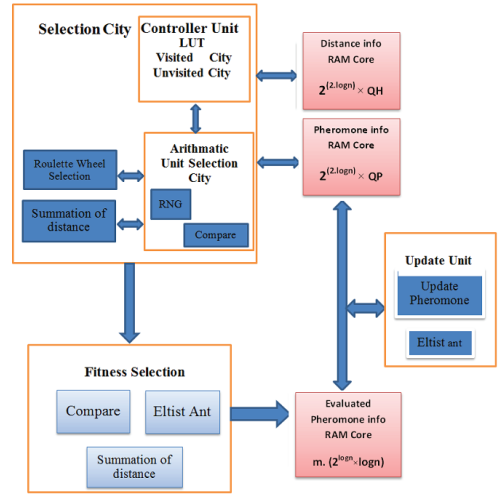 Selection City
Controller Unit
LUT
Visited City
Unvisited City
Arithmatic
Unit Selection
City
RNG
Compare
Roulette Wheel
Selection
Summation of
distance
Distance info
RAM Core
2^(2.logn) × QH
Pheromone info
RAM Core
2^(2.logn) × QP
Update Unit
Update
Pheromone
Eltist ant
Fitness Selection
Compare
Eltist Ant
Summation of
distance
Evaluated
Pheromone info
RAM Core
m. (2^logn×logn)